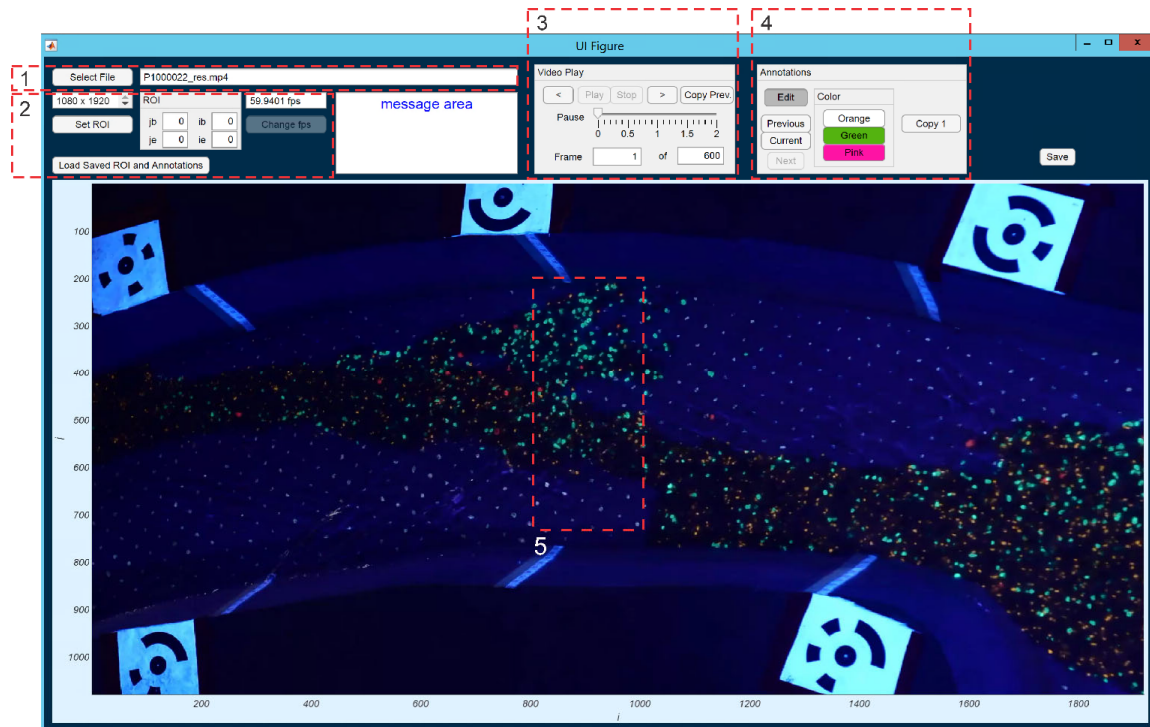 3
4
UI Figure
1
Select File P1000022_res.mp4
Video Play
Annotations
2
1080 x 1920 ROI 59.9401 fps
message area
< Play Stop > Copy Prev.
Edit Color
Set ROI jb 0 ib 0 Change fps
je 0 ie 0
Pause
0 0.5 1 1.5 2
Previous Orange Copy 1
Current Green
Next Pink
Load Saved ROI and Annotations
Frame 1 of 600
Save
100
200
300
400
500
600
700
800
900
1000
j
5
200 400 600 800 1000 1200 1400 1600 1800
i